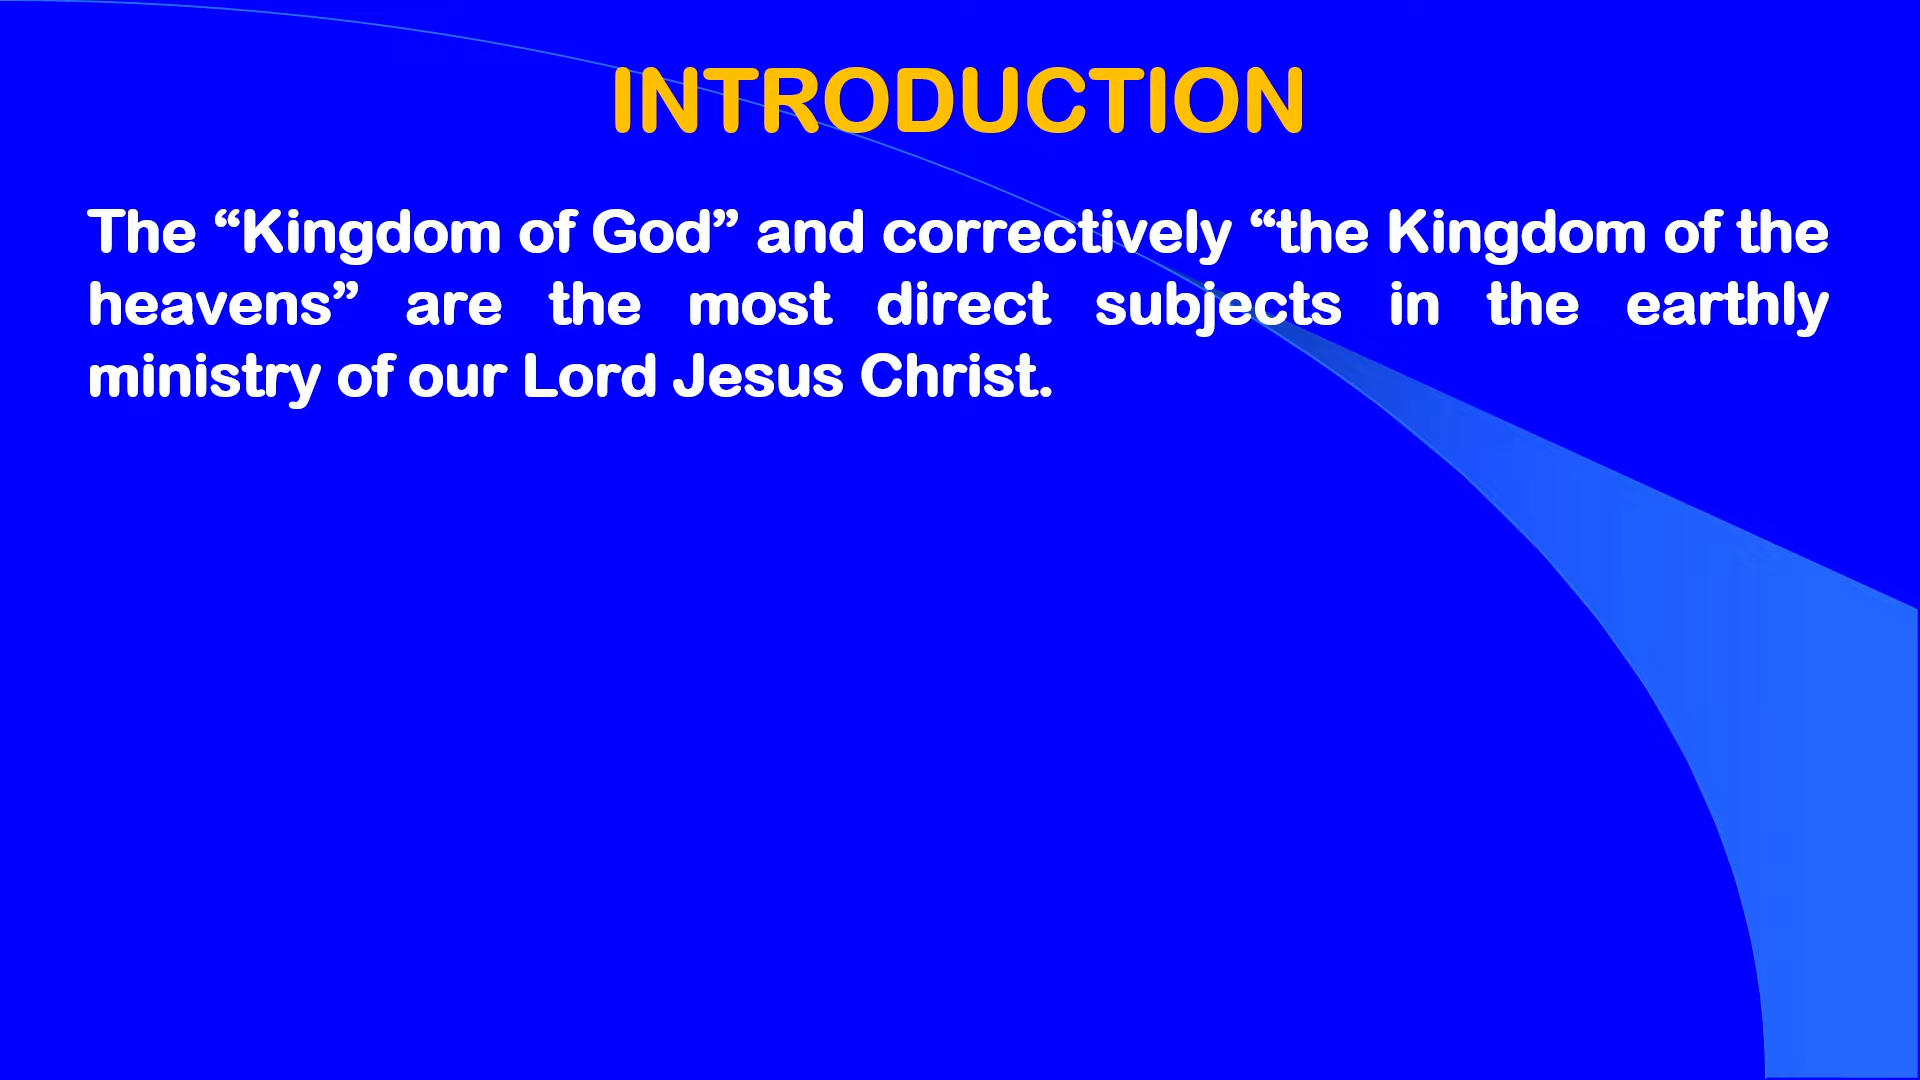 INTRODUCTION
The “Kingdom of God” and correctively “the Kingdom of the
heavens” are the most direct subjects in the earthly
ministry of our Lord Jesus Christ.